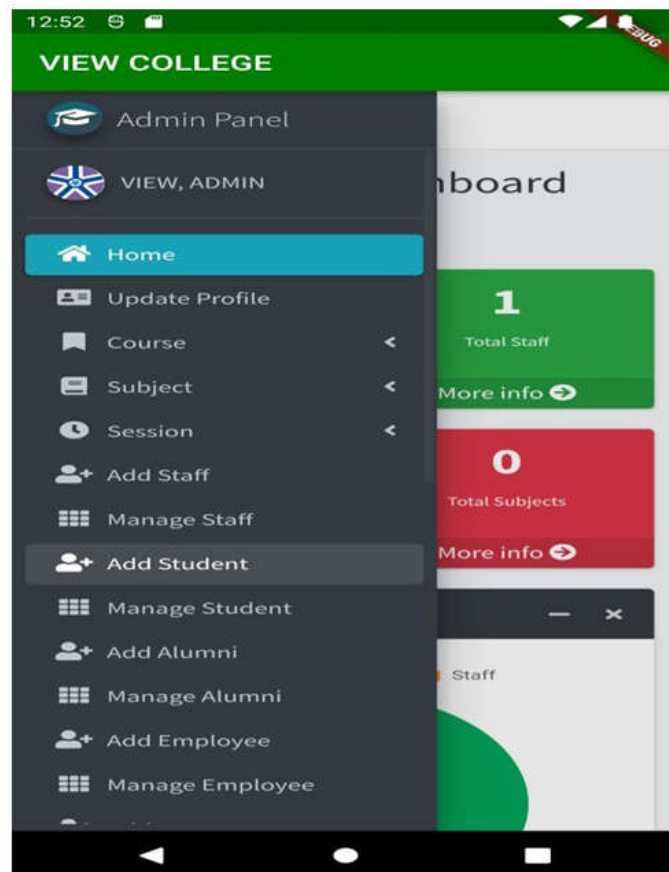 12:52
DEBUG
VIEW COLLEGE
Admin Panel
VIEW, ADMIN
Home
Update Profile
Course
Subject
Session
Add Staff
Manage Staff
Add Student
Manage Student
Add Alumni
Manage Alumni
Add Employee
Manage Employee
nboard
1
Total Staff
More info
0
Total Subjects
More info
Staff